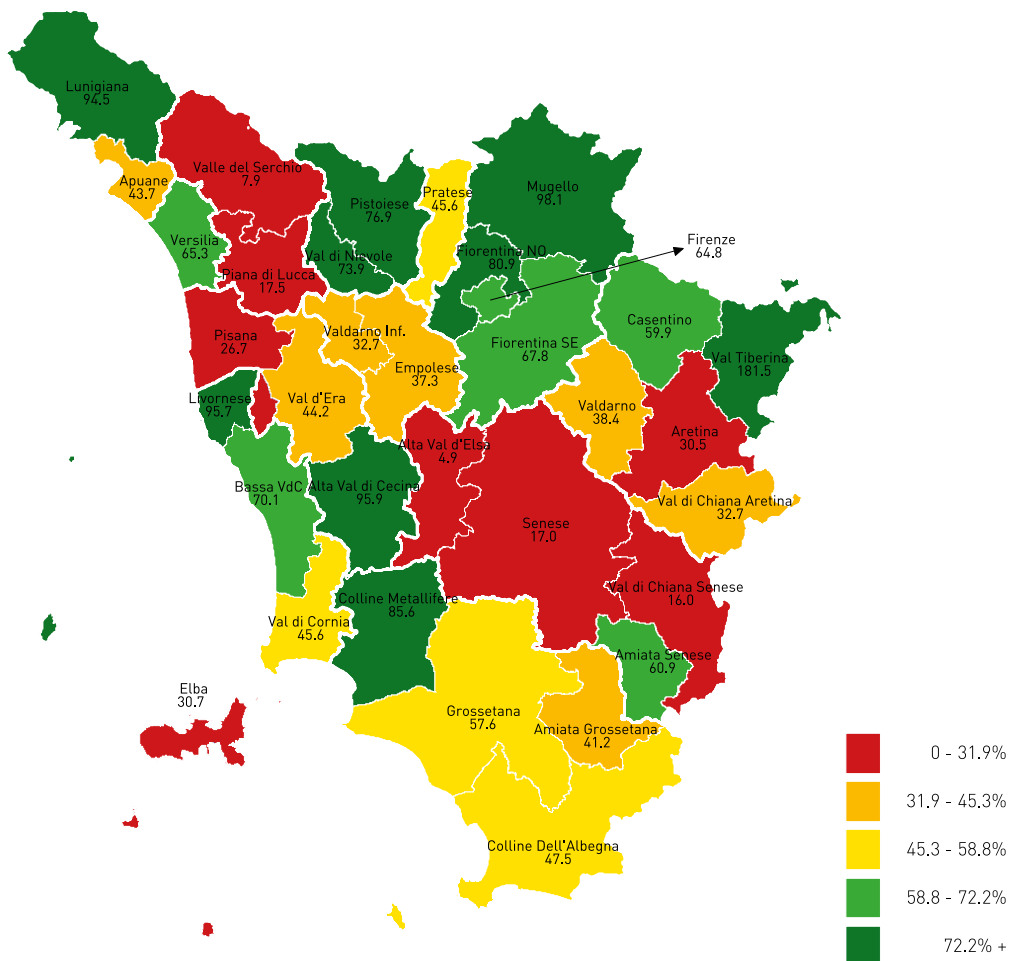 Lunigiana
94.5
Apuane
43.7
Valle del Serchio
7.9
Versilia
65.3
Piana di Lucca
17.5
Pistoiese
76.9
Val di Nievole
73.9
Pratese
45.6
Mugello
98.1
Fiorentina NO
80.9
Firenze
64.8
Pisana
26.7
Valdarno Inf.
32.7
Empolese
37.3
Fiorentina SE
67.8
Casentino
59.9
Val Tiberina
181.5
Livornese
95.7
Val d'Era
44.2
Valdarno
38.4
Aretina
30.5
Alta Val d'Elsa
4.9
Bassa VdC
70.1
Alta Val di Cecina
95.9
Val di Chiana Aretina
32.7
Senese
17.0
Val di Chiana Senese
16.0
Colline Metallifere
85.6
Val di Cornia
45.6
Amiata Senese
60.9
Elba
30.7
Grossetana
57.6
Amiata Grossetana
41.2
Colline Dell'Albegna
47.5
0 - 31.9%
31.9 - 45.3%
45.3 - 58.8%
58.8 - 72.2%
72.2% +